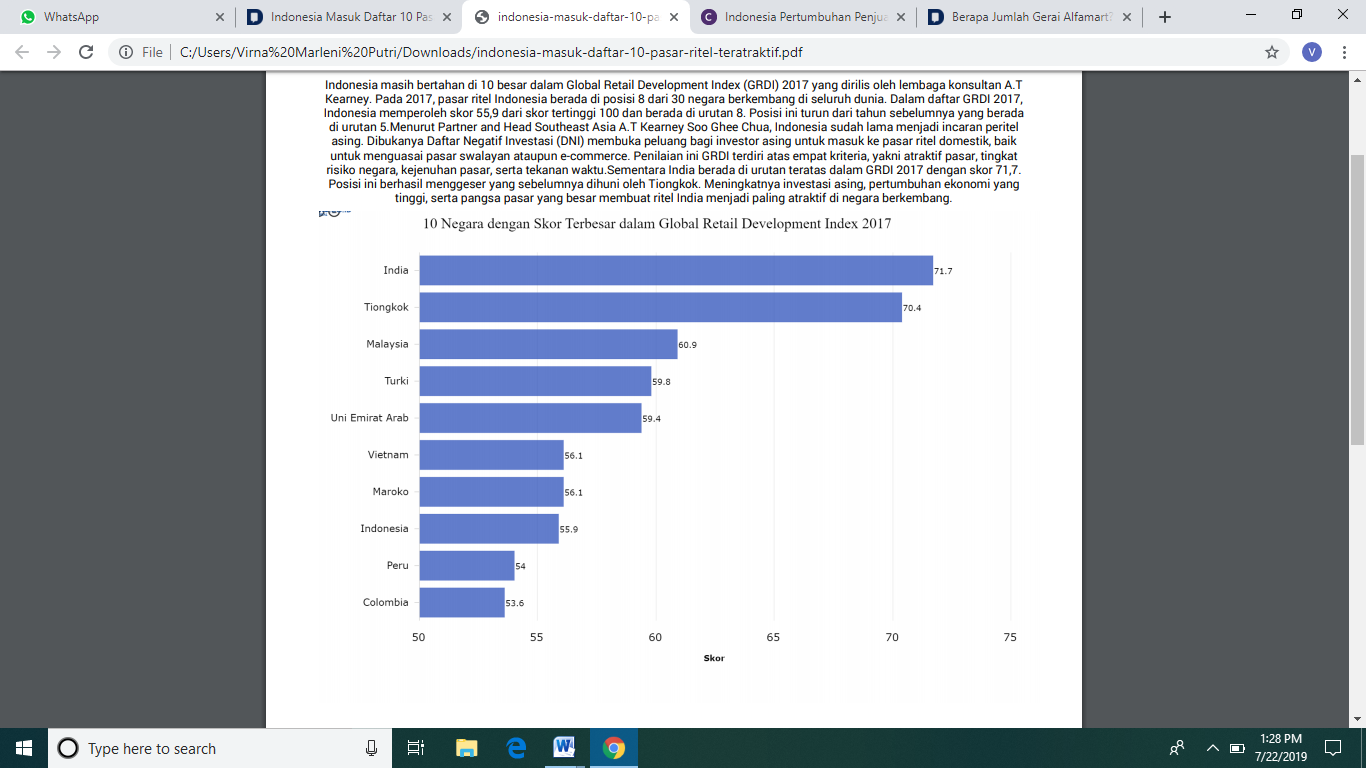 WhatsApp
Indonesia Masuk Daftar 10 Pas
indonesia-masuk-daftar-10-pa
Indonesia Pertumbuhan Penjua
Berapa Jumlah Gerai Alfamart?
File
C:/Users/Virna%20Marleni%20Putri/Downloads/indonesia-masuk-daftar-10-pasar-ritel-teratraktif.pdf
V
Indonesia masih bertahan di 10 besar dalam Global Retail Development Index (GRDI) 2017 yang dirilis oleh lembaga konsultan A.T
Kearney. Pada 2017, pasar ritel Indonesia berada di posisi 8 dari 30 negara berkembang di seluruh dunia. Dalam daftar GRDI 2017,
Indonesia memperoleh skor 55,9 dari skor tertinggi 100 dan berada di urutan 8. Posisi ini turun dari tahun sebelumnya yang berada
di urutan 5.Menurut Partner and Head Southeast Asia A.T Kearney Soo Ghee Chua, Indonesia sudah lama menjadi incaran peritel
asing. Dibukanya Daftar Negatif Investasi (DNI) membuka peluang bagi investor asing untuk masuk ke pasar ritel domestik, baik
untuk menguasai pasar swalayan ataupun e-commerce. Penilaian ini GRDI terdiri atas empat kriteria, yakni atraktif pasar, tingkat
risiko negara, kejenuhan pasar, serta tekanan waktu.Sementara India berada di urutan teratas dalam GRDI 2017 dengan skor 71,7.
Posisi ini berhasil menggeser yang sebelumnya dihuni oleh Tiongkok. Meningkatnya investasi asing, pertumbuhan ekonomi yang
tinggi, serta pangsa pasar yang besar membuat ritel India menjadi paling atraktif di negara berkembang.
10 Negara dengan Skor Terbesar dalam Global Retail Development Index 2017
India 71.7
Tiongkok 70.4
Malaysia 60.9
Turki 59.8
Uni Emirat Arab 59.4
Vietnam 56.1
Maroko 56.1
Indonesia 55.9
Peru 54
Colombia 53.6
50 55 60 65 70 75
Skor
Type here to search
1:28 PM
7/22/2019